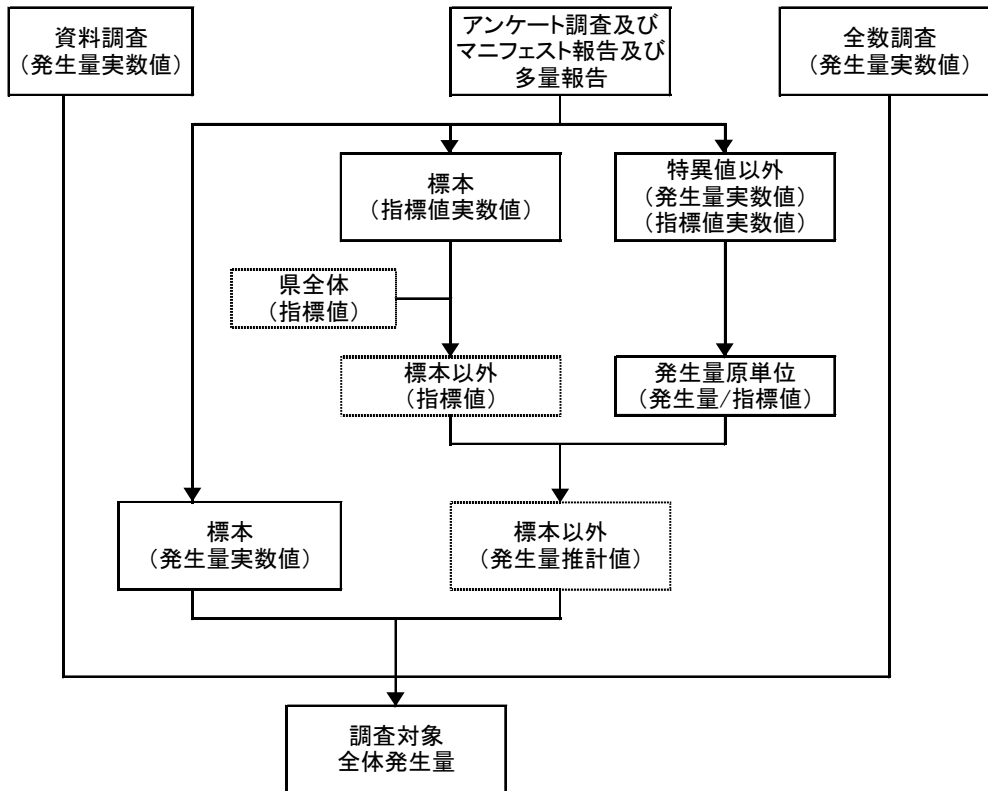 資料調査
（発生量実数値）
アンケート調査及び
マニフェスト報告及び
多量報告
全数調査
（発生量実数値）
標本
（指標値実数値）
特異値以外
（発生量実数値）
（指標値実数値）
県全体
（指標値）
標本以外
（指標値）
発生量原単位
（発生量/指標値）
標本
（発生量実数値）
標本以外
（発生量推計値）
調査対象
全体発生量